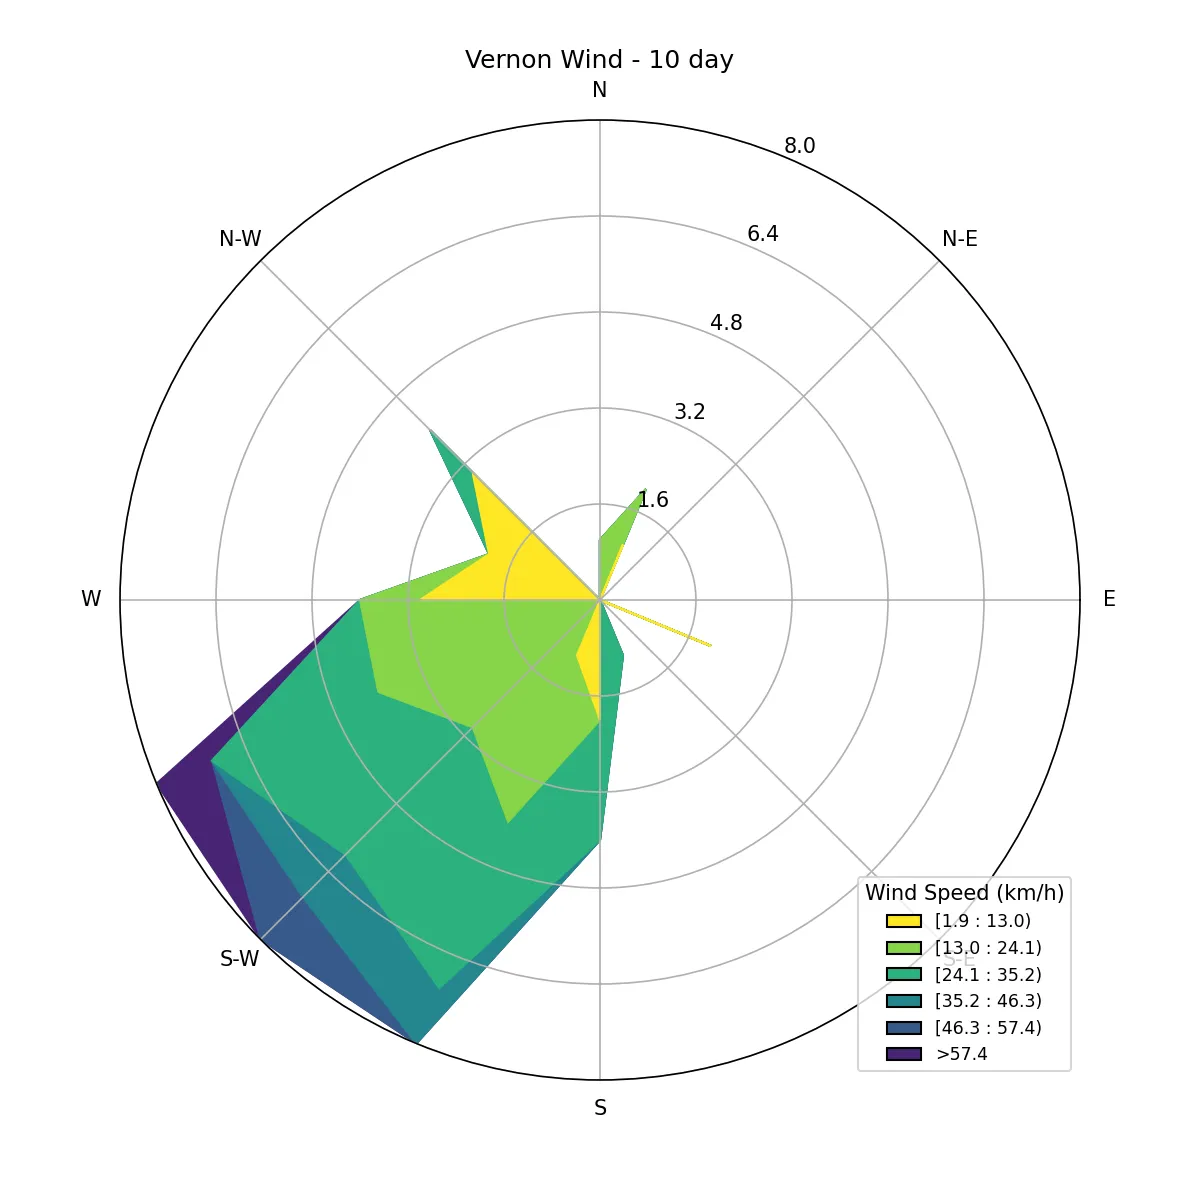 Vernon Wind - 10 day
N
8.0
N-W
6.4
N-E
4.8
3.2
1.6
W
E
S-W
S-E
S
Wind Speed (km/h)
[1.9 : 13.0)
[13.0 : 24.1)
[24.1 : 35.2)
[35.2 : 46.3)
[46.3 : 57.4)
>57.4